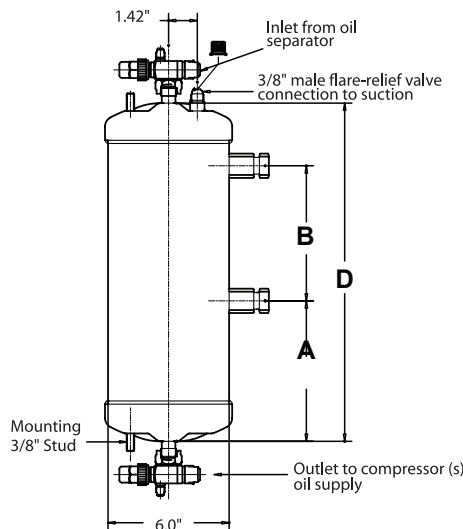 1.42"
Inlet from oil
separator
3/8" male flare-relief valve
connection to suction
B
D
A
Mounting
3/8" Stud
Outlet to compressor (s)
oil supply
6.0"